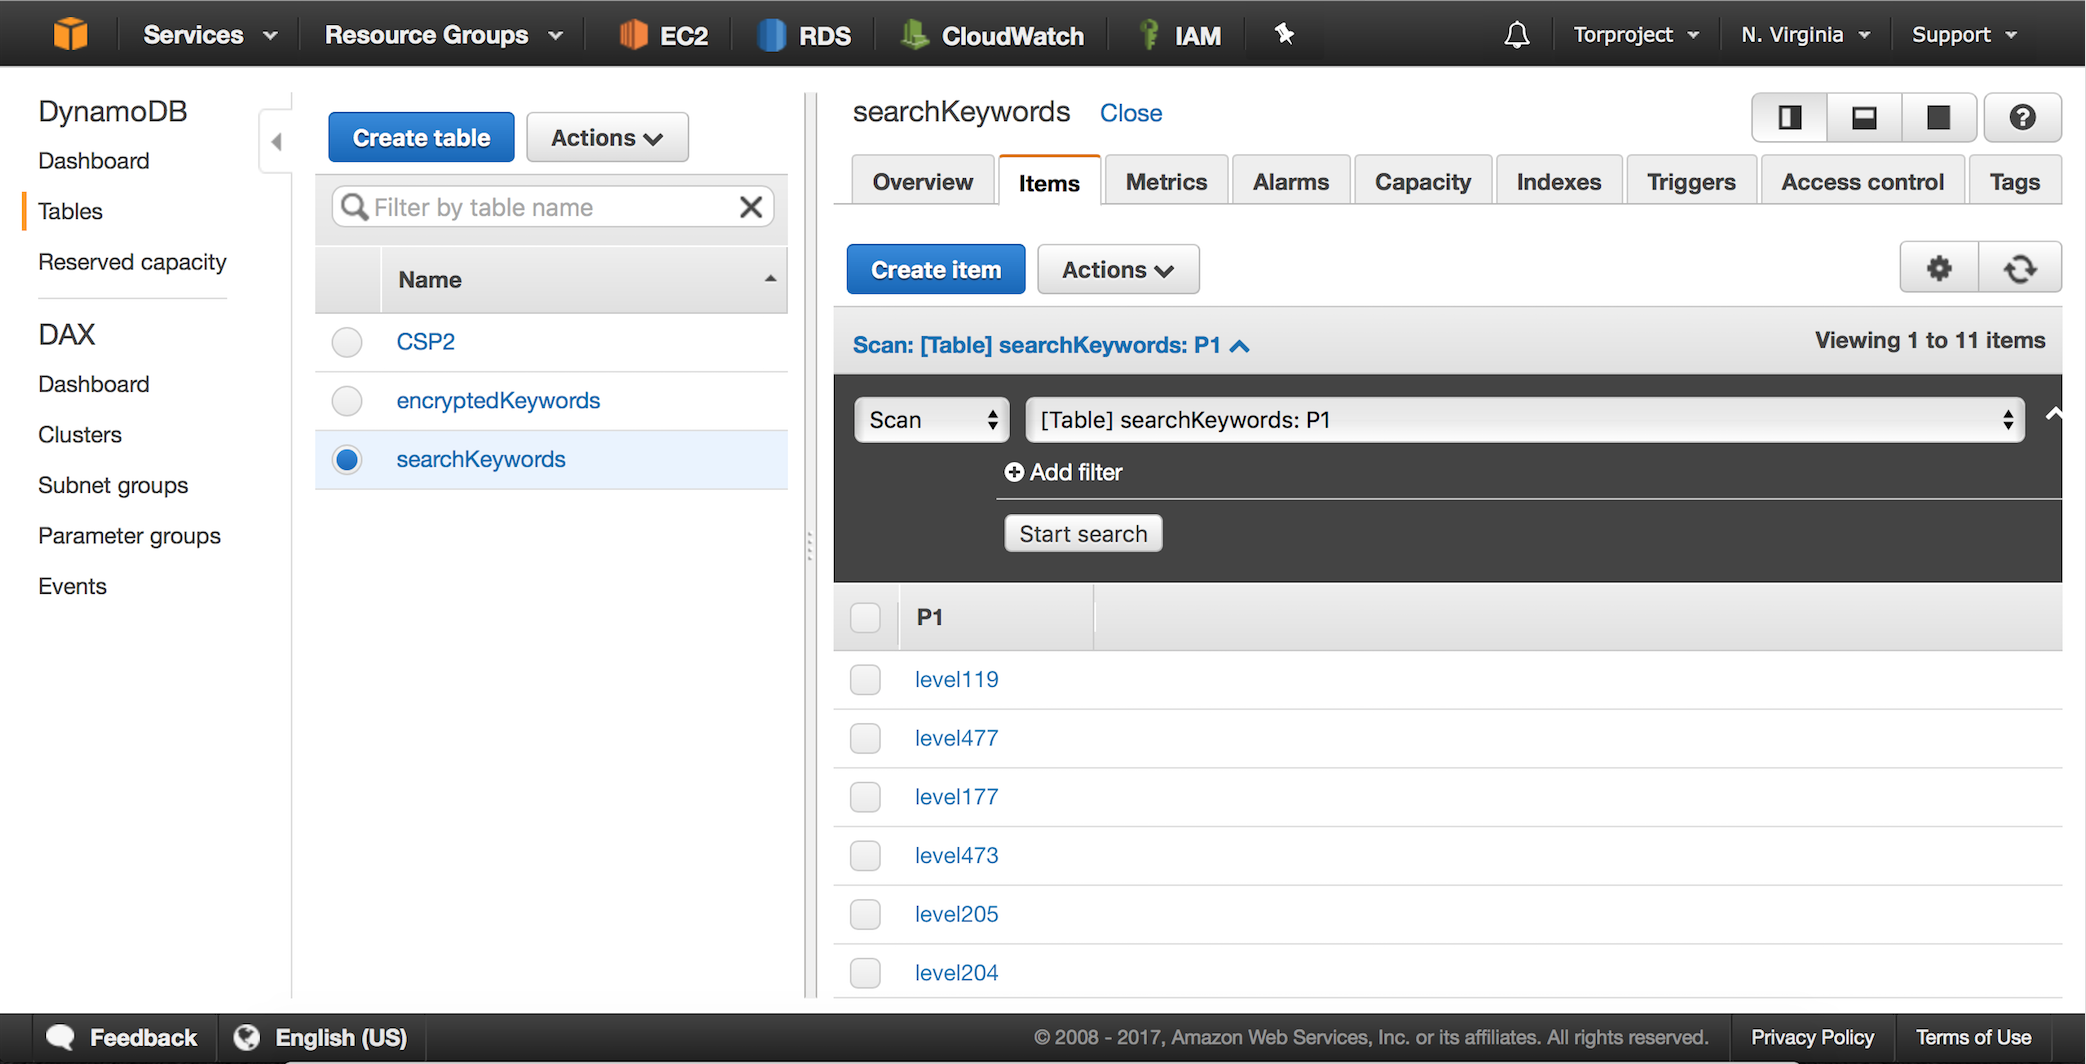 Services
Resource Groups
EC2
RDS
CloudWatch
IAM
Torproject
N. Virginia
Support
DynamoDB
Dashboard
Tables
Reserved capacity
DAX
Dashboard
Clusters
Subnet groups
Parameter groups
Events
Create table
Actions
Filter by table name
Name
CSP2
encryptedKeywords
searchKeywords
searchKeywords Close
Overview
Items
Metrics
Alarms
Capacity
Indexes
Triggers
Access control
Tags
Create item
Actions
Scan: [Table] searchKeywords: P1
Viewing 1 to 11 items
Scan
[Table] searchKeywords: P1
Add filter
Start search
P1
level119
level477
level177
level473
level205
level204
Feedback
English (US)
© 2008 - 2017, Amazon Web Services, Inc. or its affiliates. All rights reserved.
Privacy Policy
Terms of Use